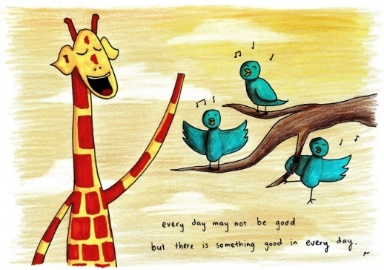 every day may not be good
but there is something good in every day.